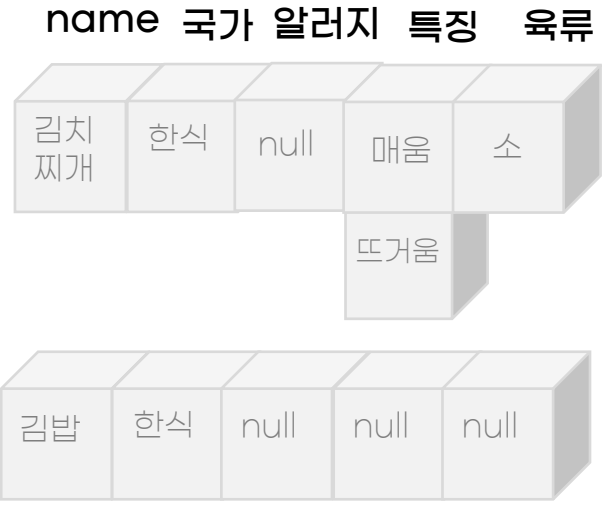 name 국가 알러지 특징 육류
김치 한식 null 매움 소
찌개
뜨거움
김밥 한식 null null null